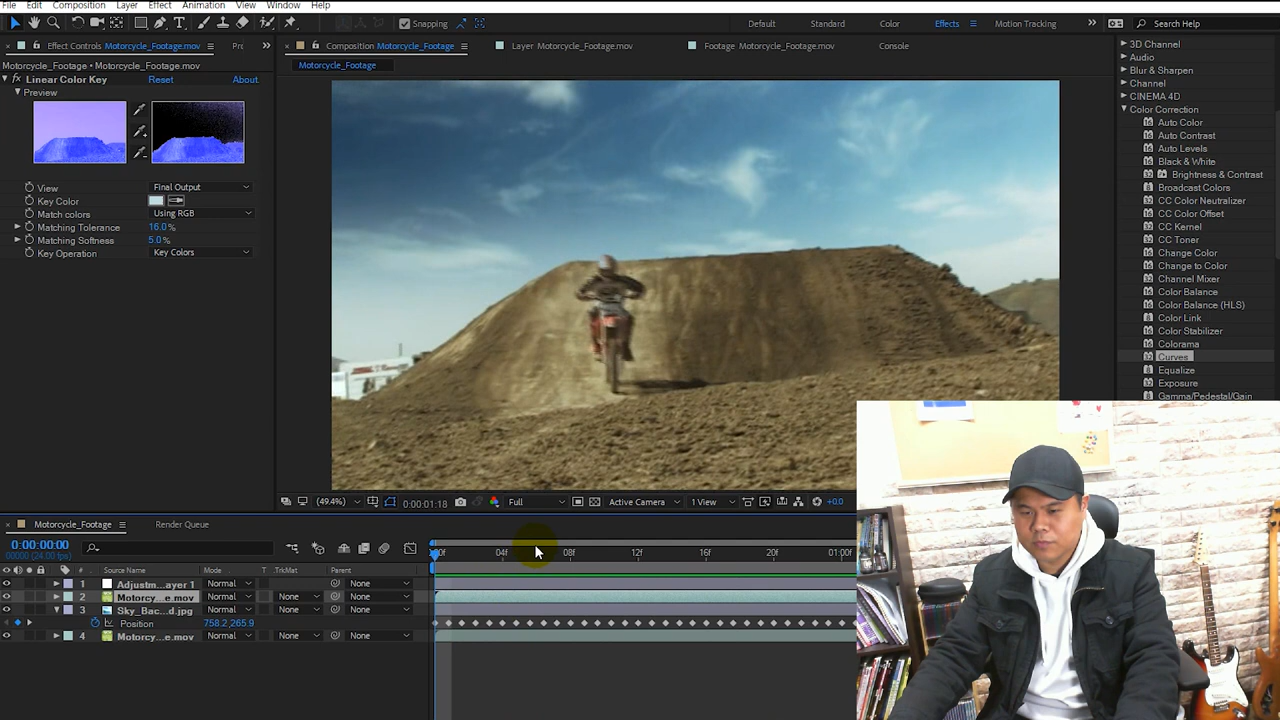 File Edit Composition Layer Effect Animation View Window Help
Snapping Default Standard Color Effects Motion Tracking Search Help
Effect Controls Motorcycle_Footage.mov
Composition Motorcycle_Footage Layer Motorcycle_Footage.mov Footage Motorcycle_Footage.mov Console
Motorcycle_Footage • Motorcycle_Footage.mov
Motorcycle_Footage
fx Linear Color Key Reset About
Preview
View Final Output
Key Color
Match colors Using RGB
Matching Tolerance 16.0%
Matching Softness 5.0%
Key Operation Key Colors
3D Channel
Audio
Blur & Sharpen
Channel
CINEMA 4D
Color Correction
Auto Color
Auto Contrast
Auto Levels
Black & White
Brightness & Contrast
Broadcast Colors
CC Color Neutralizer
CC Color Offset
CC Kernel
CC Toner
Change Color
Change to Color
Channel Mixer
Color Balance
Color Balance (HLS)
Color Link
Color Stabilizer
Colorama
Curves
Equalize
Exposure
Gamma/Pedestal/Gain
(49.4%) 0:00:01:18 Full Active Camera 1 View +0.0
Motorcycle_Footage Render Queue
0:00:00:00
00000 (24.00 fps)
04f 08f 12f 16f 20f 01:00f
# Source Name Mode T .TrkMat Parent
1 Adjustm...ayer 1 Normal None
2 Motorcy...e.mov Normal None None
3 Sky_Bac...d.jpg Normal None None
Position 758.2,265.9
4 Motorcy...e.mov Normal None None